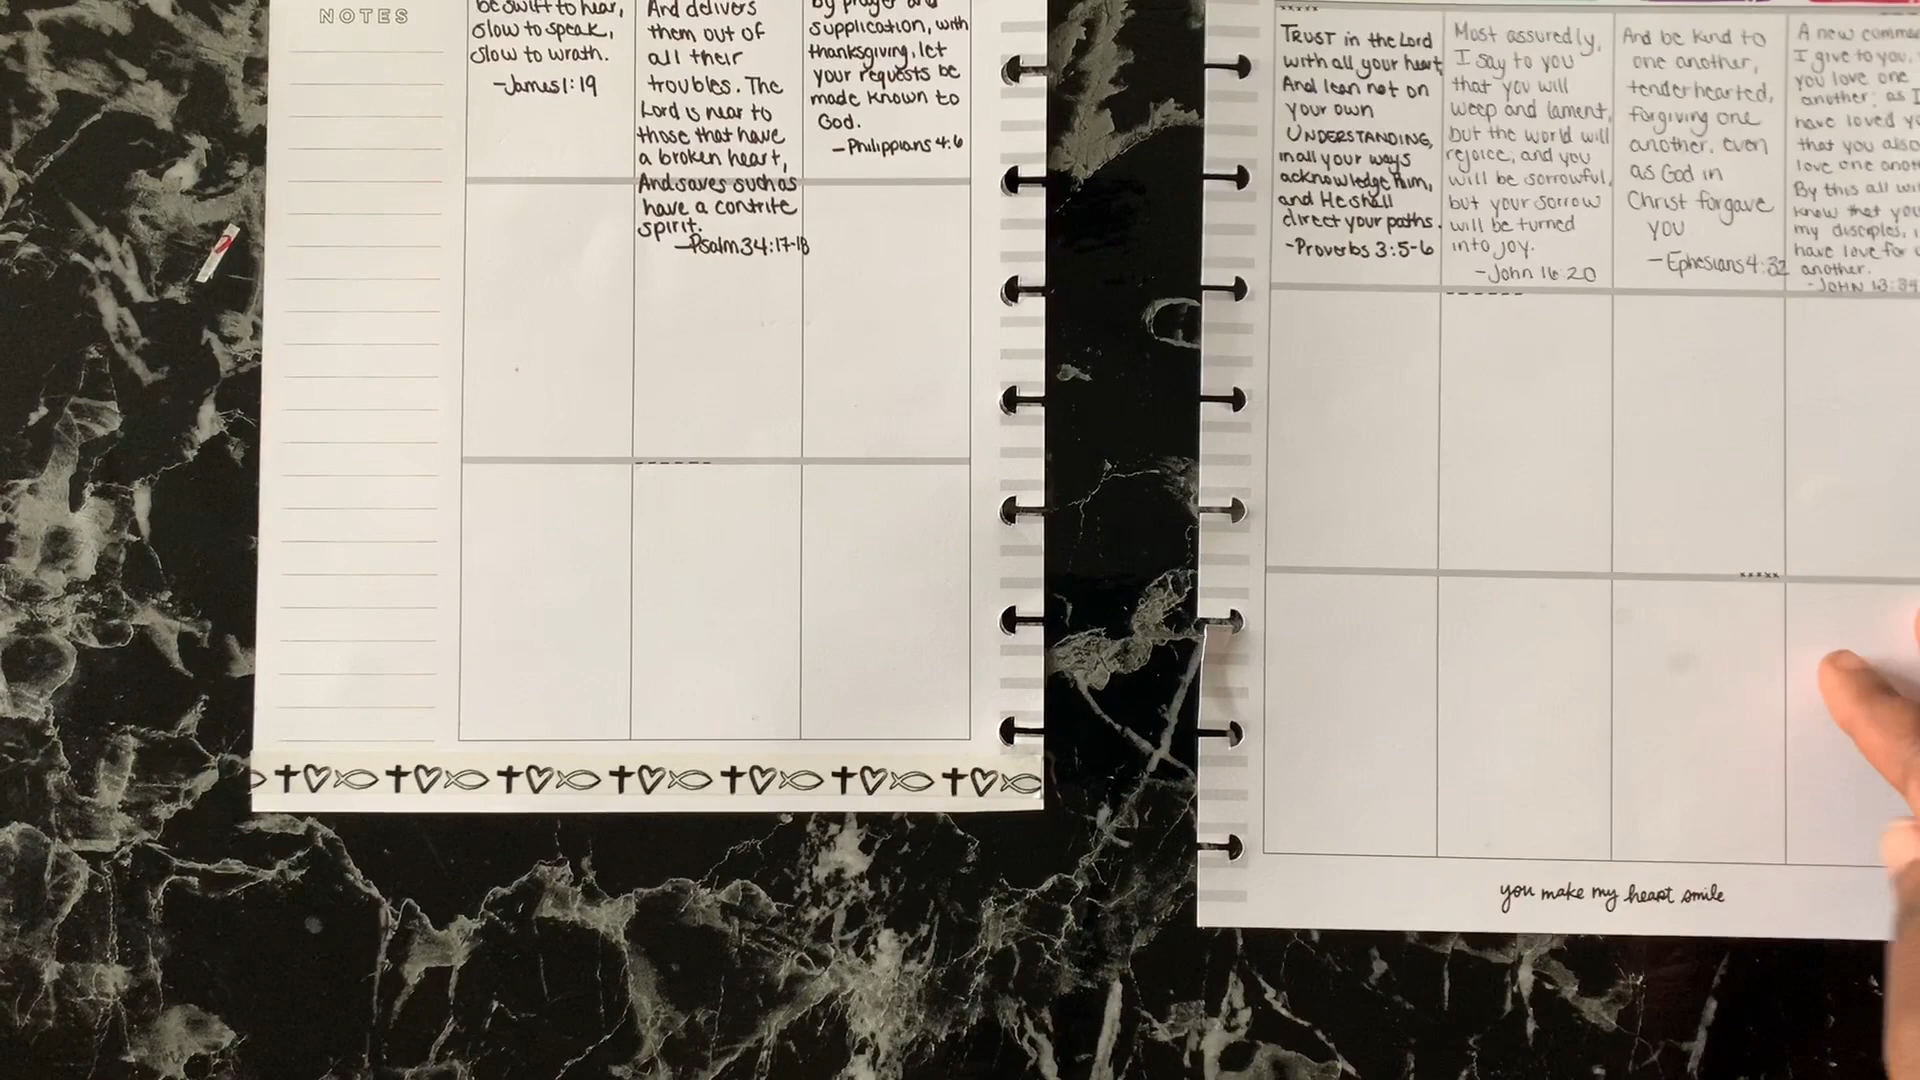 NOTES
be swift to hear,
slow to speak,
slow to wrath.
-James 1:19
And delivers
them out of
all their
troubles. The
Lord is near to
those that have
a broken heart,
And saves such as
have a contrite
spirit.
-Psalm 34:17-18
by prayer and
supplication, with
thanksgiving, let
your requests be
made known to
God.
-Philippians 4:6
TRUST in the Lord
with all your heart,
And lean not on
your own
UNDERSTANDING,
in all your ways
acknowledge Him,
and He shall
direct your paths.
-Proverbs 3:5-6
Most assuredly,
I say to you
that you will
weep and lament,
but the world will
rejoice, and you
will be sorrowful,
but your sorrow
will be turned
into joy.
-John 16:20
And be kind to
one another,
tenderhearted,
forgiving one
another, even
as God in
Christ forgave
you
-Ephesians 4:32
A new
I give to you,
you love one
another; as I
have loved
that you also
love one
By this all
know that you
my disciples,
have love for
another.
-JOHN 13:34
you make my heart smile